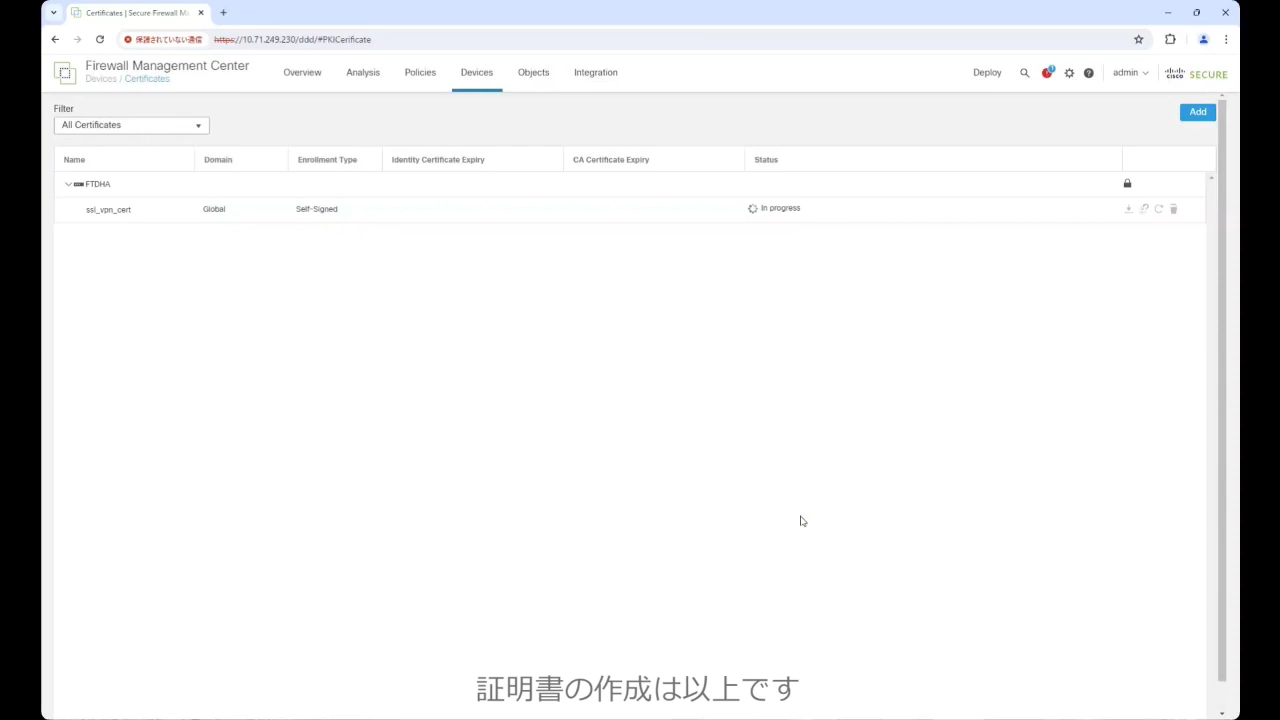 Certificates | Secure Firewall M
保護されていない通信 https://10.71.249.230/ddd/#PKICerificate
Firewall Management Center
Devices / Certificates
Overview Analysis Policies Devices Objects Integration Deploy 1 admin cisco SECURE
Filter
All Certificates
Add
Name Domain Enrollment Type Identity Certificate Expiry CA Certificate Expiry Status
FTDHA
ssl_vpn_cert Global Self-Signed In progress
証明書の作成は以上です